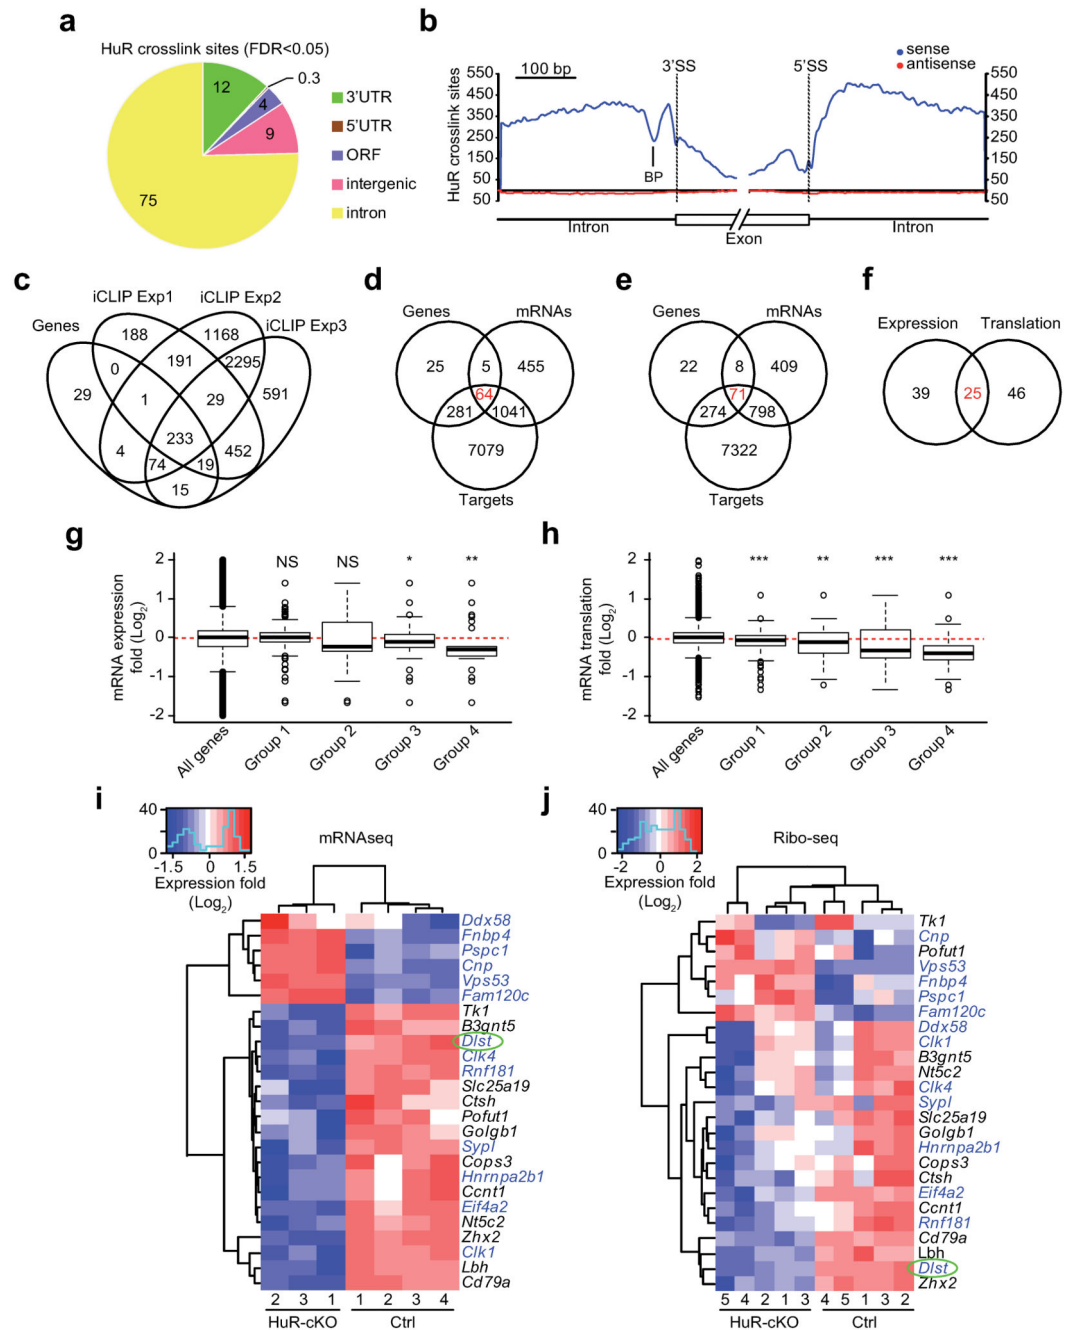 a
HuR crosslink sites (FDR<0.05)
12
0.3
4
9
75
3'UTR
5'UTR
ORF
intergenic
intron
b
sense
antisense
100 bp
3'SS
5'SS
HuR crosslink sites
550
450
350
250
150
50
50
550
450
350
250
150
50
50
BP
Intron
Exon
Intron
c
iCLIP Exp1
iCLIP Exp2
Genes
iCLIP Exp3
188
1168
0
191
2295
29
1
29
591
233
4
74
19
452
15
d
Genes
mRNAs
25
5
455
64
281
1041
7079
Targets
e
Genes
mRNAs
22
8
409
71
274
798
7322
Targets
f
Expression
Translation
39
25
46
g
mRNA expression
fold (Log2)
2
1
0
-1
-2
NS
NS
*
**
All genes
Group 1
Group 2
Group 3
Group 4
h
mRNA translation
fold (Log2)
2
1
0
-1
-2
***
**
***
***
All genes
Group 1
Group 2
Group 3
Group 4
i
40
0
-1.5
0
1.5
Expression fold
(Log2)
mRNAseq
Ddx58
Fnbp4
Pspc1
Cnp
Vps53
Fam120c
Tk1
B3gnt5
Dlst
Clk4
Rnf181
Slc25a19
Ctsh
Pofut1
Golgb1
Sypl
Cops3
Hnrnpa2b1
Ccnt1
Eif4a2
Nt5c2
Zhx2
Clk1
Lbh
Cd79a
2 3 1 1 2 3 4
HuR-cKO
Ctrl
j
40
0
-2
0
2
Expression fold
(Log2)
Ribo-seq
Tk1
Cnp
Pofut1
Vps53
Fnbp4
Pspc1
Fam120c
Ddx58
Clk1
B3gnt5
Nt5c2
Clk4
Sypl
Slc25a19
Golgb1
Hnrnpa2b1
Cops3
Ctsh
Eif4a2
Ccnt1
Rnf181
Cd79a
Lbh
Dlst
Zhx2
5 4 2 1 3 4 5 1 3 2
HuR-cKO
Ctrl